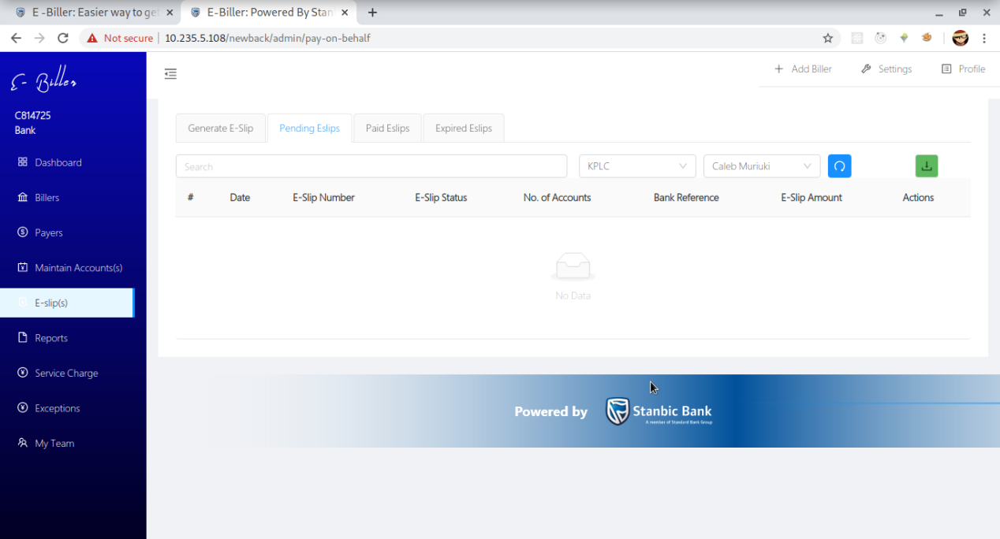 E -Biller: Easier way to get
E-Biller: Powered By Stan
Not secure
10.235.5.108/newback/admin/pay-on-behalf
E- Biller
Add Biller
Settings
Profile
C814725
Bank
Dashboard
Billers
Payers
Maintain Accounts(s)
E-slip(s)
Reports
Service Charge
Exceptions
My Team
Generate E-Slip
Pending Eslips
Paid Eslips
Expired Eslips
Search
KPLC
Caleb Muriuki
# Date E-Slip Number E-Slip Status No. of Accounts Bank Reference E-Slip Amount Actions
No Data
Powered by
Stanbic Bank
A member of Standard Bank Group